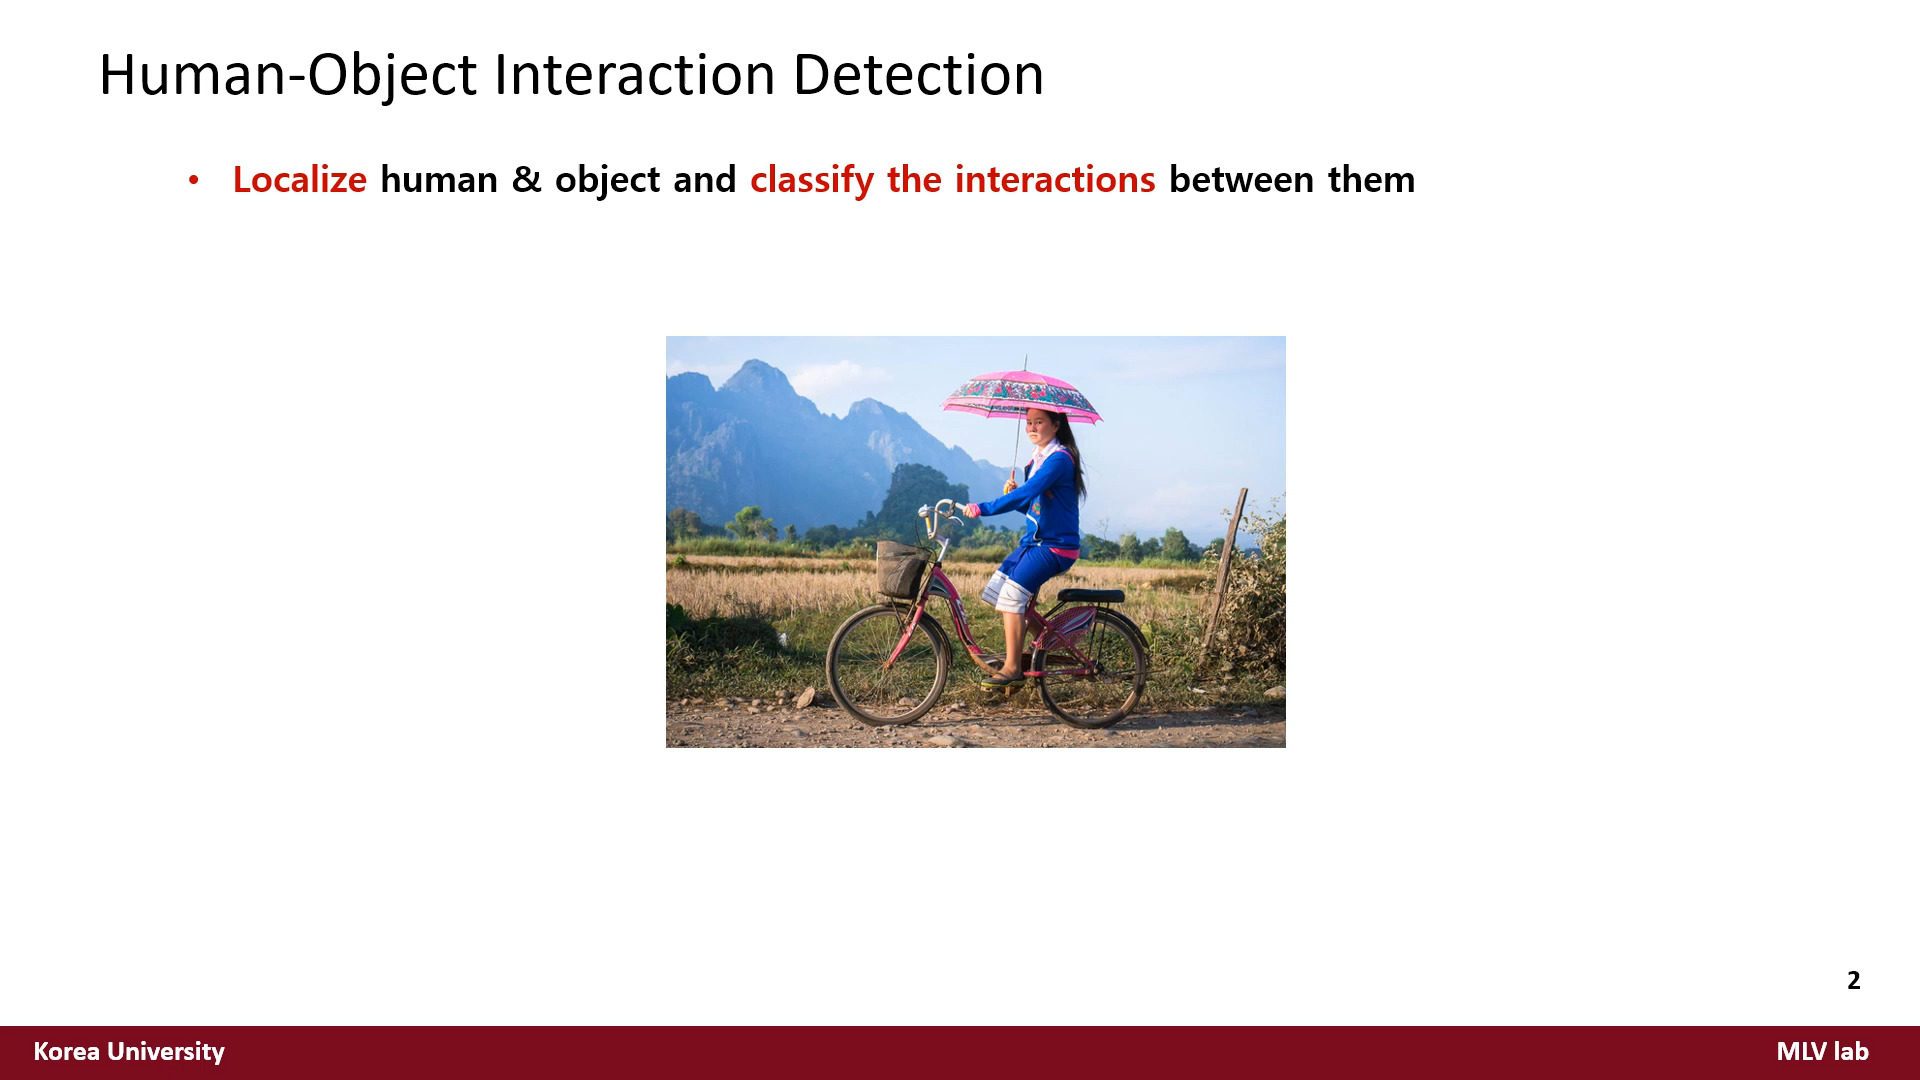 Human-Object Interaction Detection
• Localize human & object and classify the interactions between them
2
Korea University
MLV lab